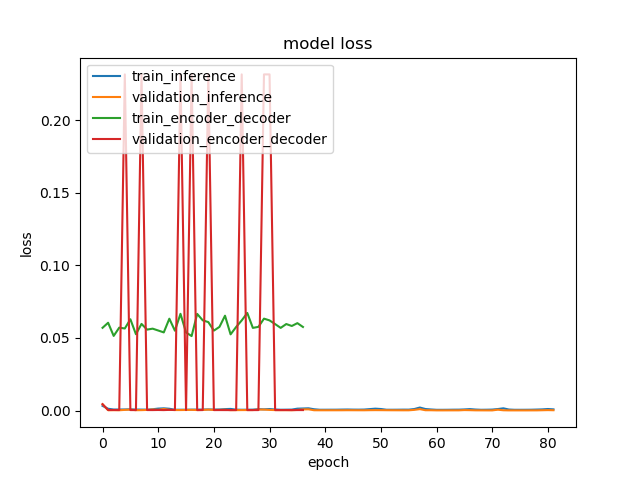 model loss
train_inference
validation_inference
train_encoder_decoder
validation_encoder_decoder
0.20
0.15
0.10
0.05
0.00
loss
0 10 20 30 40 50 60 70 80
epoch